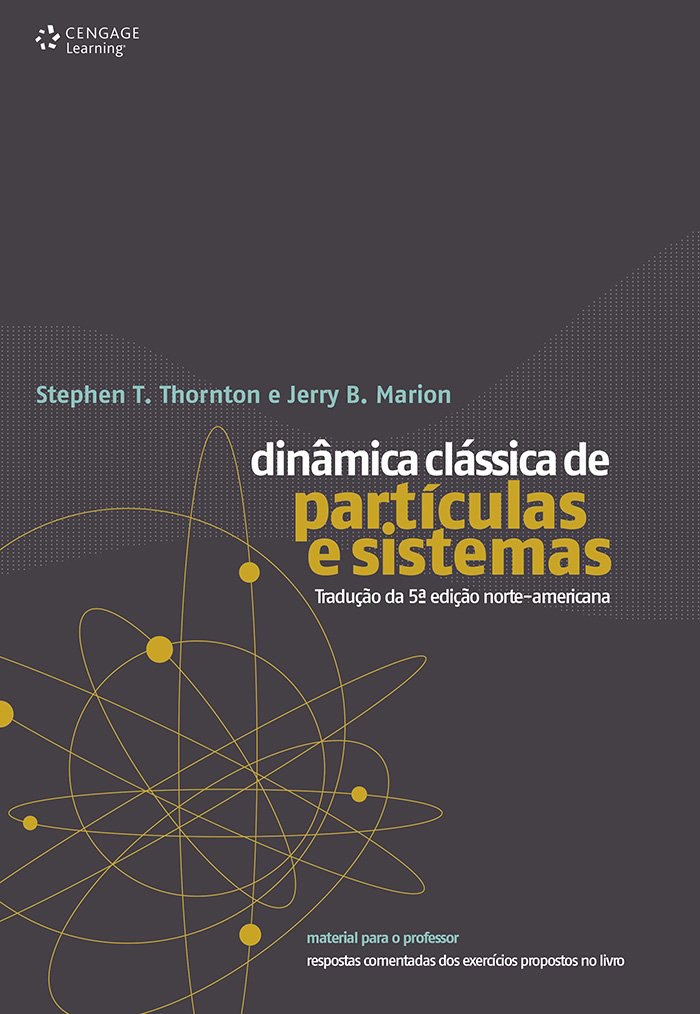 CENGAGE
Learning®
Stephen T. Thornton e Jerry B. Marion
dinâmica clássica de
partículas
e sistemas
Tradução da 5ª edição norte-americana
material para o professor
respostas comentadas dos exercícios propostos no livro